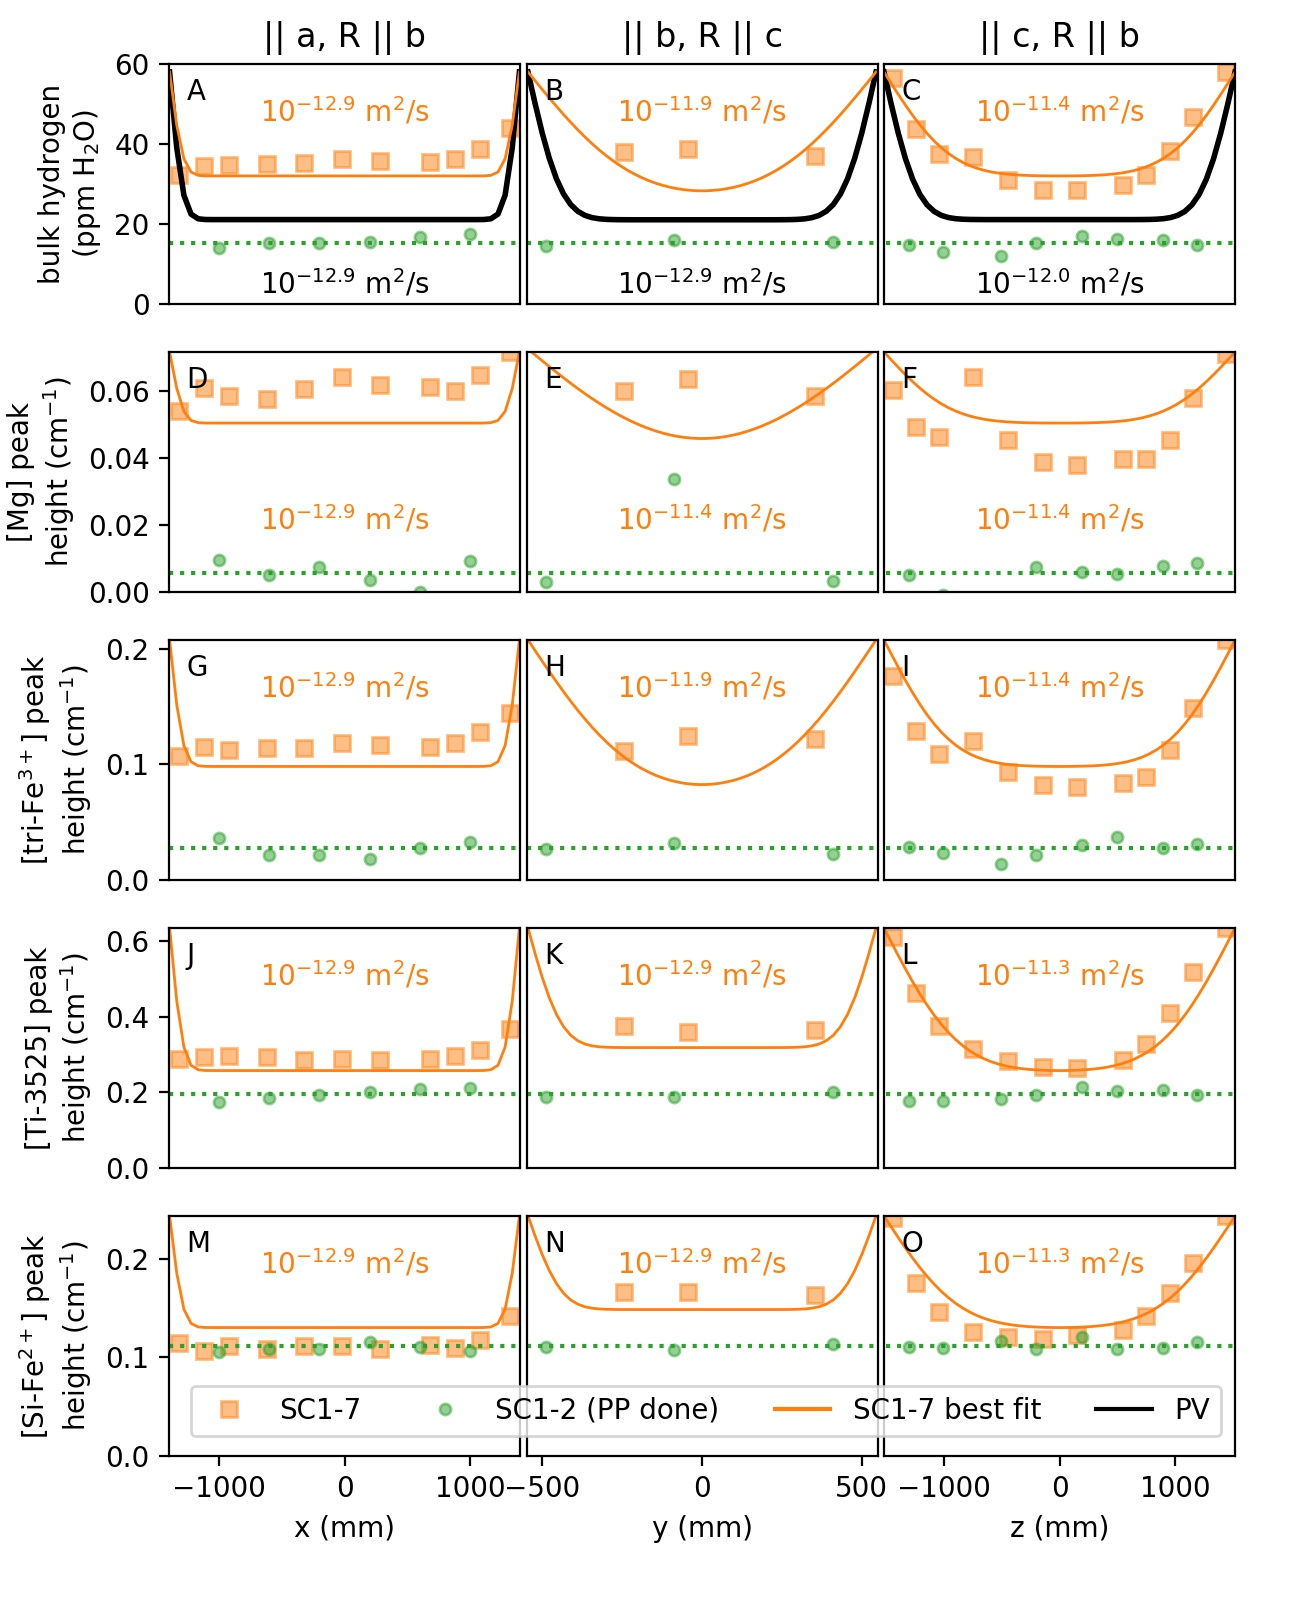 || a, R || b
|| b, R || c
|| c, R || b
bulk hydrogen
(ppm H₂O)
60
40
20
0
A
10⁻¹²·⁹ m²/s
10⁻¹²·⁹ m²/s
B
10⁻¹¹·⁹ m²/s
10⁻¹²·⁹ m²/s
C
10⁻¹¹·⁴ m²/s
10⁻¹²·⁰ m²/s
[Mg] peak
height (cm⁻¹)
0.06
0.04
0.02
0.00
D
10⁻¹²·⁹ m²/s
E
10⁻¹¹·⁴ m²/s
F
10⁻¹¹·⁴ m²/s
[tri-Fe³⁺] peak
height (cm⁻¹)
0.2
0.1
0.0
G
10⁻¹²·⁹ m²/s
H
10⁻¹¹·⁹ m²/s
I
10⁻¹¹·⁴ m²/s
[Ti-3525] peak
height (cm⁻¹)
0.6
0.4
0.2
0.0
J
10⁻¹²·⁹ m²/s
K
10⁻¹²·⁹ m²/s
L
10⁻¹¹·³ m²/s
[Si-Fe²⁺] peak
height (cm⁻¹)
0.2
0.1
0.0
M
10⁻¹²·⁹ m²/s
N
10⁻¹²·⁹ m²/s
O
10⁻¹¹·³ m²/s
SC1-7
SC1-2 (PP done)
SC1-7 best fit
PV
−1000 0 1000
−500 0 500
−1000 0 1000
x (mm)
y (mm)
z (mm)